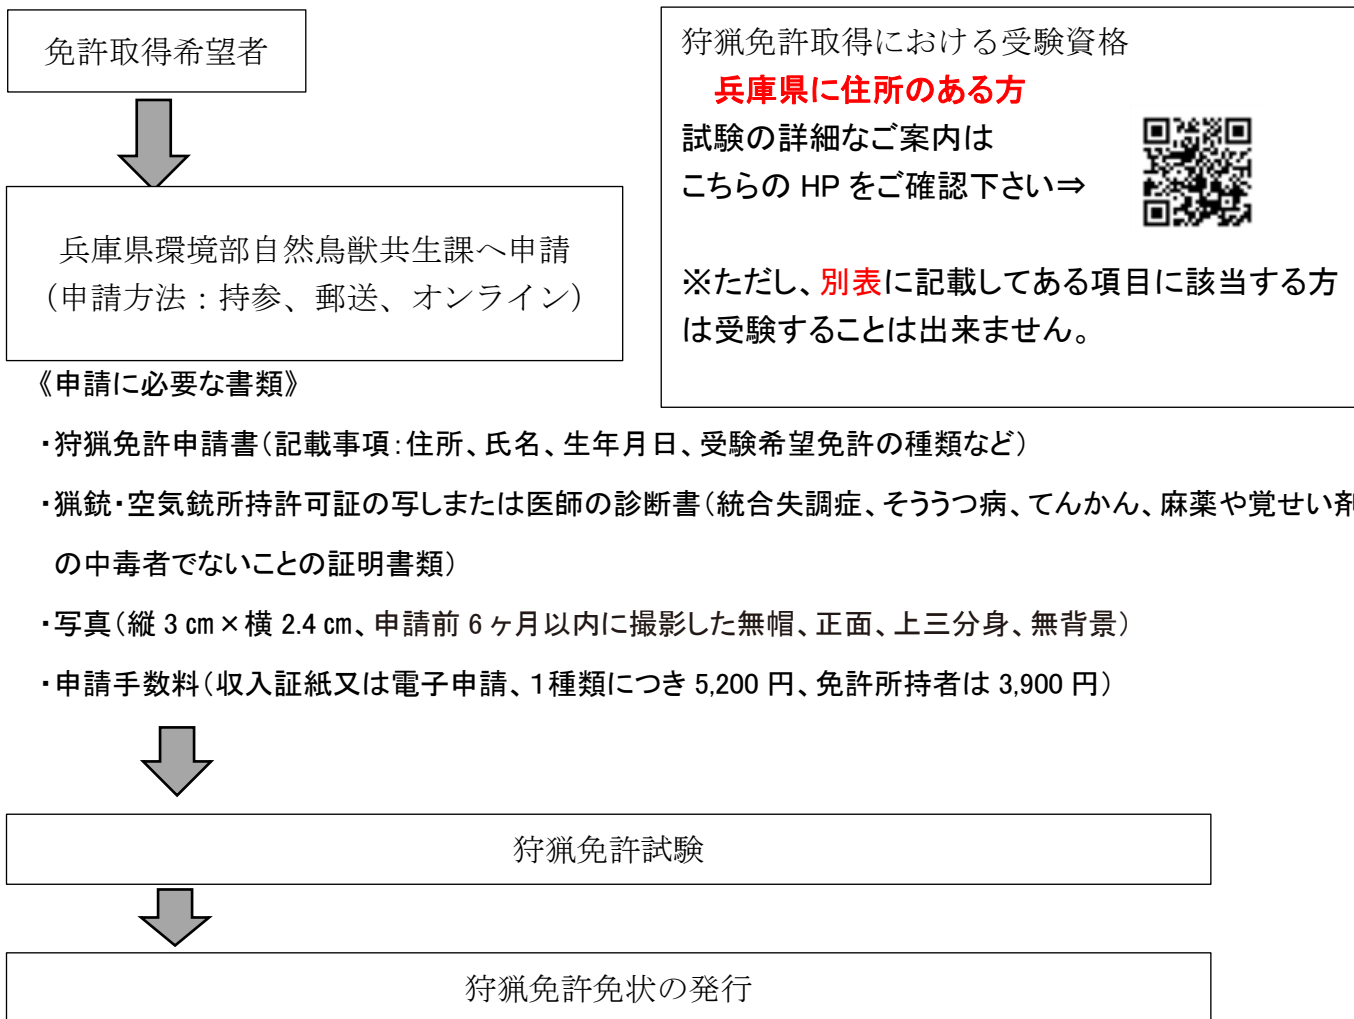 免許取得希望者
狩猟免許取得における受験資格
兵庫県に住所のある方
試験の詳細なご案内は
こちらの HP をご確認下さい⇒
※ただし、別表に記載してある項目に該当する方
は受験することは出来ません。
兵庫県環境部自然鳥獣共生課へ申請
（申請方法：持参、郵送、オンライン）
《申請に必要な書類》
・狩猟免許申請書（記載事項：住所、氏名、生年月日、受験希望免許の種類など）
・猟銃・空気銃所持許可証の写しまたは医師の診断書（統合失調症、そううつ病、てんかん、麻薬や覚せい剤
の中毒者でないことの証明書類）
・写真（縦 3 ㎝×横 2.4 ㎝、申請前 6 ヶ月以内に撮影した無帽、正面、上三分身、無背景）
・申請手数料（収入証紙又は電子申請、１種類につき 5,200 円、免許所持者は 3,900 円）
狩猟免許試験
狩猟免許免状の発行